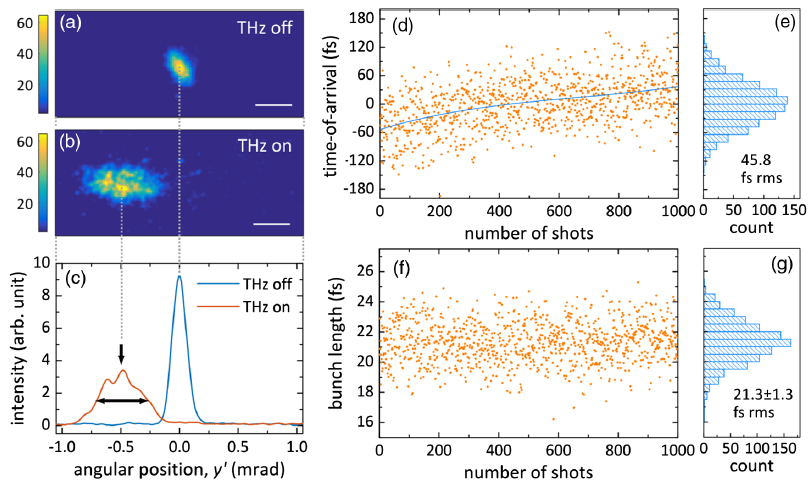 (a)
THz off
60
40
20
(b)
THz on
60
40
20
(c)
THz off
THz on
intensity (arb. unit)
10
8
6
4
2
0
-1.0
-0.5
0.0
0.5
1.0
angular position, y' (mrad)
(d)
time-of-arrival (fs)
180
120
60
0
-60
-120
-180
0
200
400
600
800
1000
number of shots
(e)
45.8
fs rms
0
50
100
150
count
(f)
bunch length (fs)
26
24
22
20
18
16
0
200
400
600
800
1000
number of shots
(g)
21.3±1.3
fs rms
0
50
100
150
count